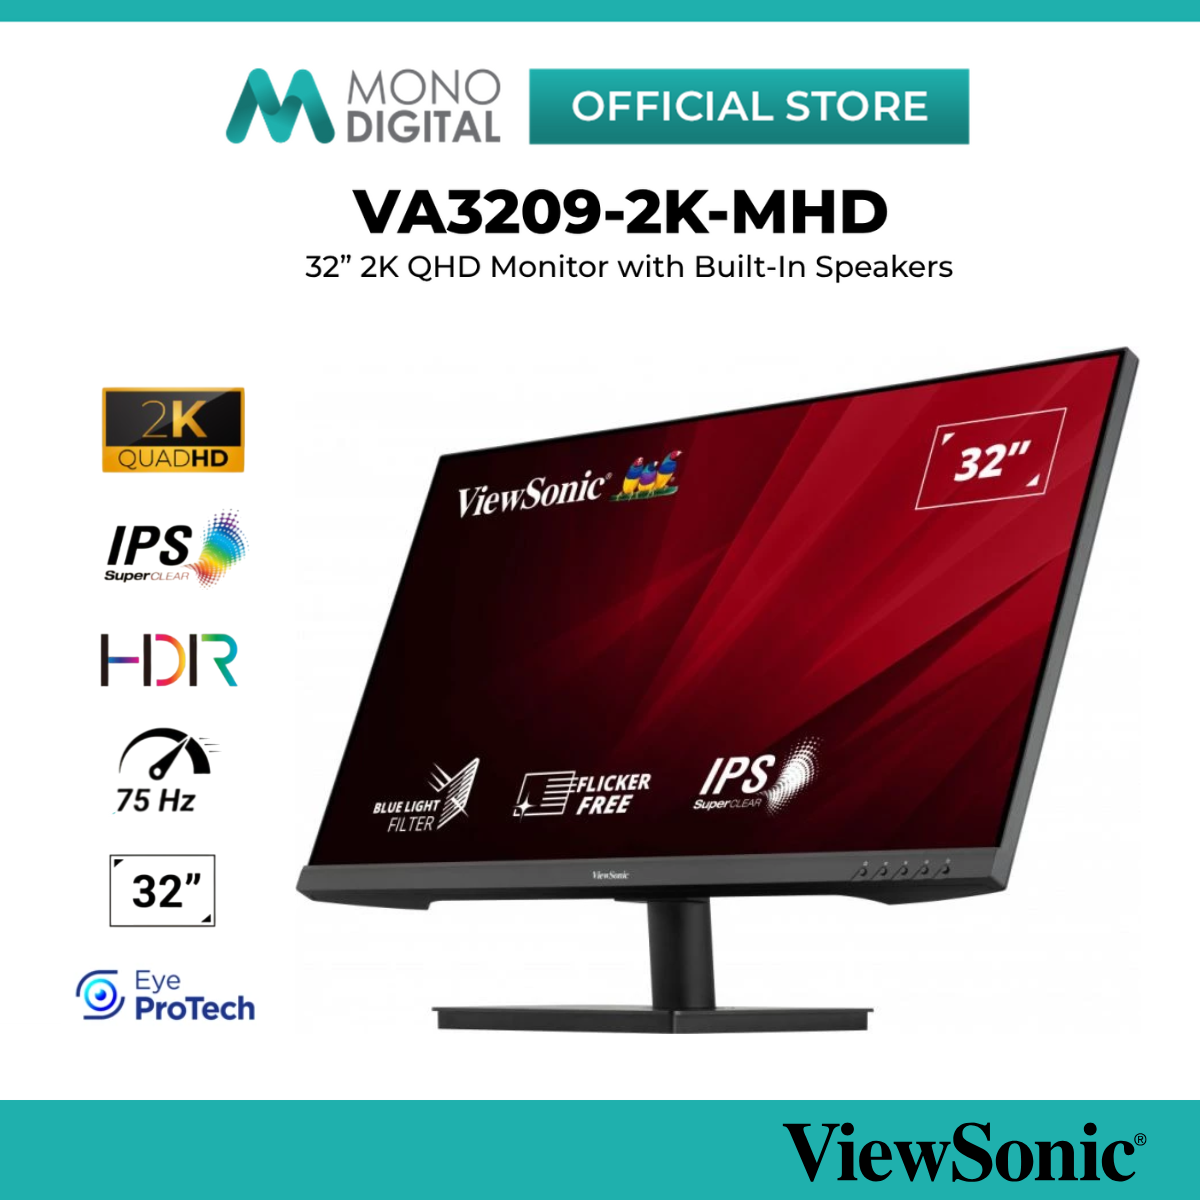 MONO
DIGITAL
OFFICIAL STORE
VA3209-2K-MHD
32” 2K QHD Monitor with Built-In Speakers
2K
QUADHD
IPS
SuperCLEAR
HDR
75 Hz
32”
Eye
ProTech
ViewSonic®
32”
BLUE LIGHT
FILTER
FLICKER
FREE
IPS
SuperCLEAR
ViewSonic
ViewSonic®